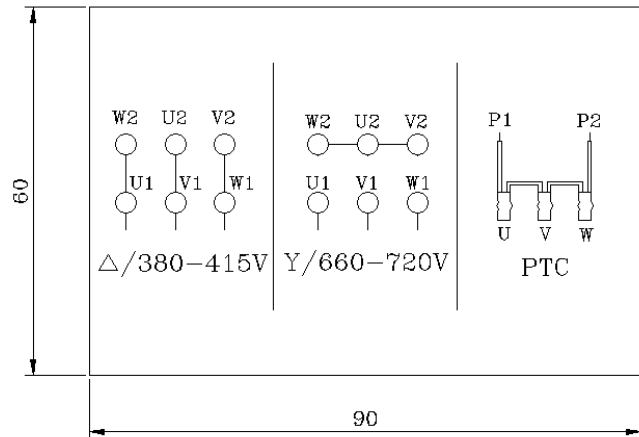 W2 U2 V2
U1 V1 W1
△/380-415V
W2 U2 V2
U1 V1 W1
Y/660-720V
P1 P2
U V W
PTC
60
90